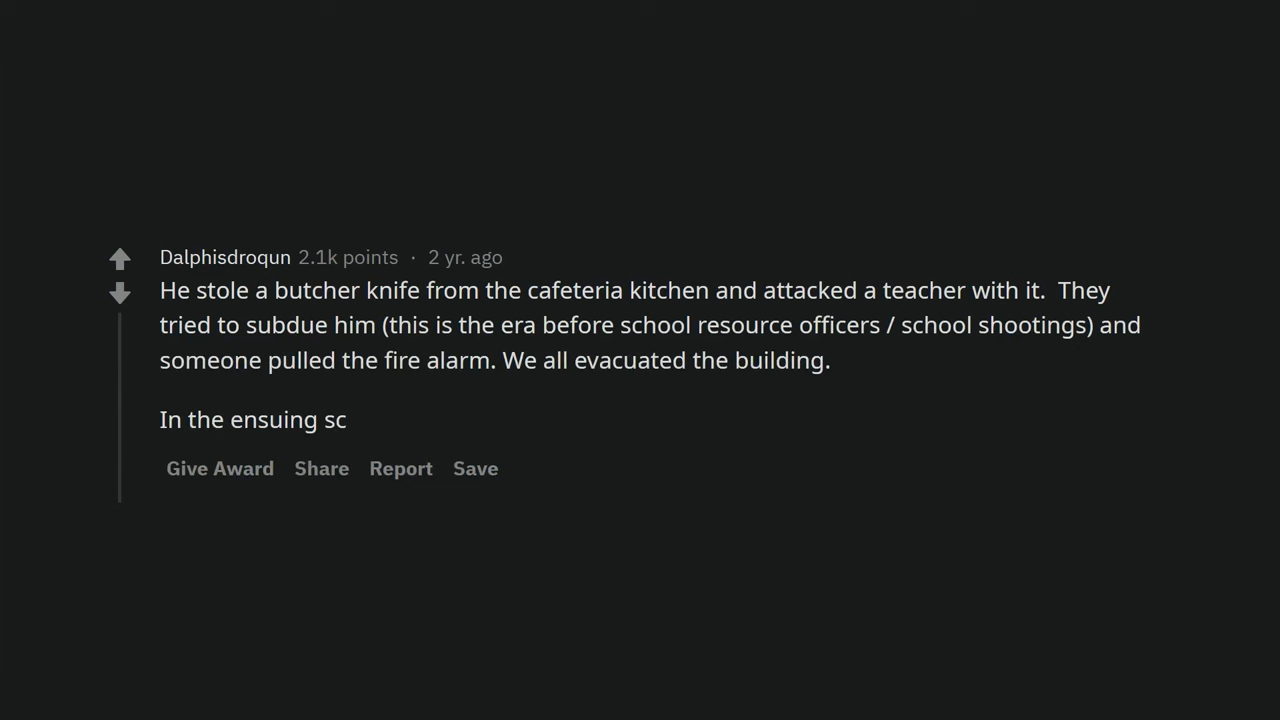 Dalphisdroqun 2.1k points · 2 yr. ago
He stole a butcher knife from the cafeteria kitchen and attacked a teacher with it.  They
tried to subdue him (this is the era before school resource officers / school shootings) and
someone pulled the fire alarm. We all evacuated the building.
In the ensuing sc
Give Award Share Report Save